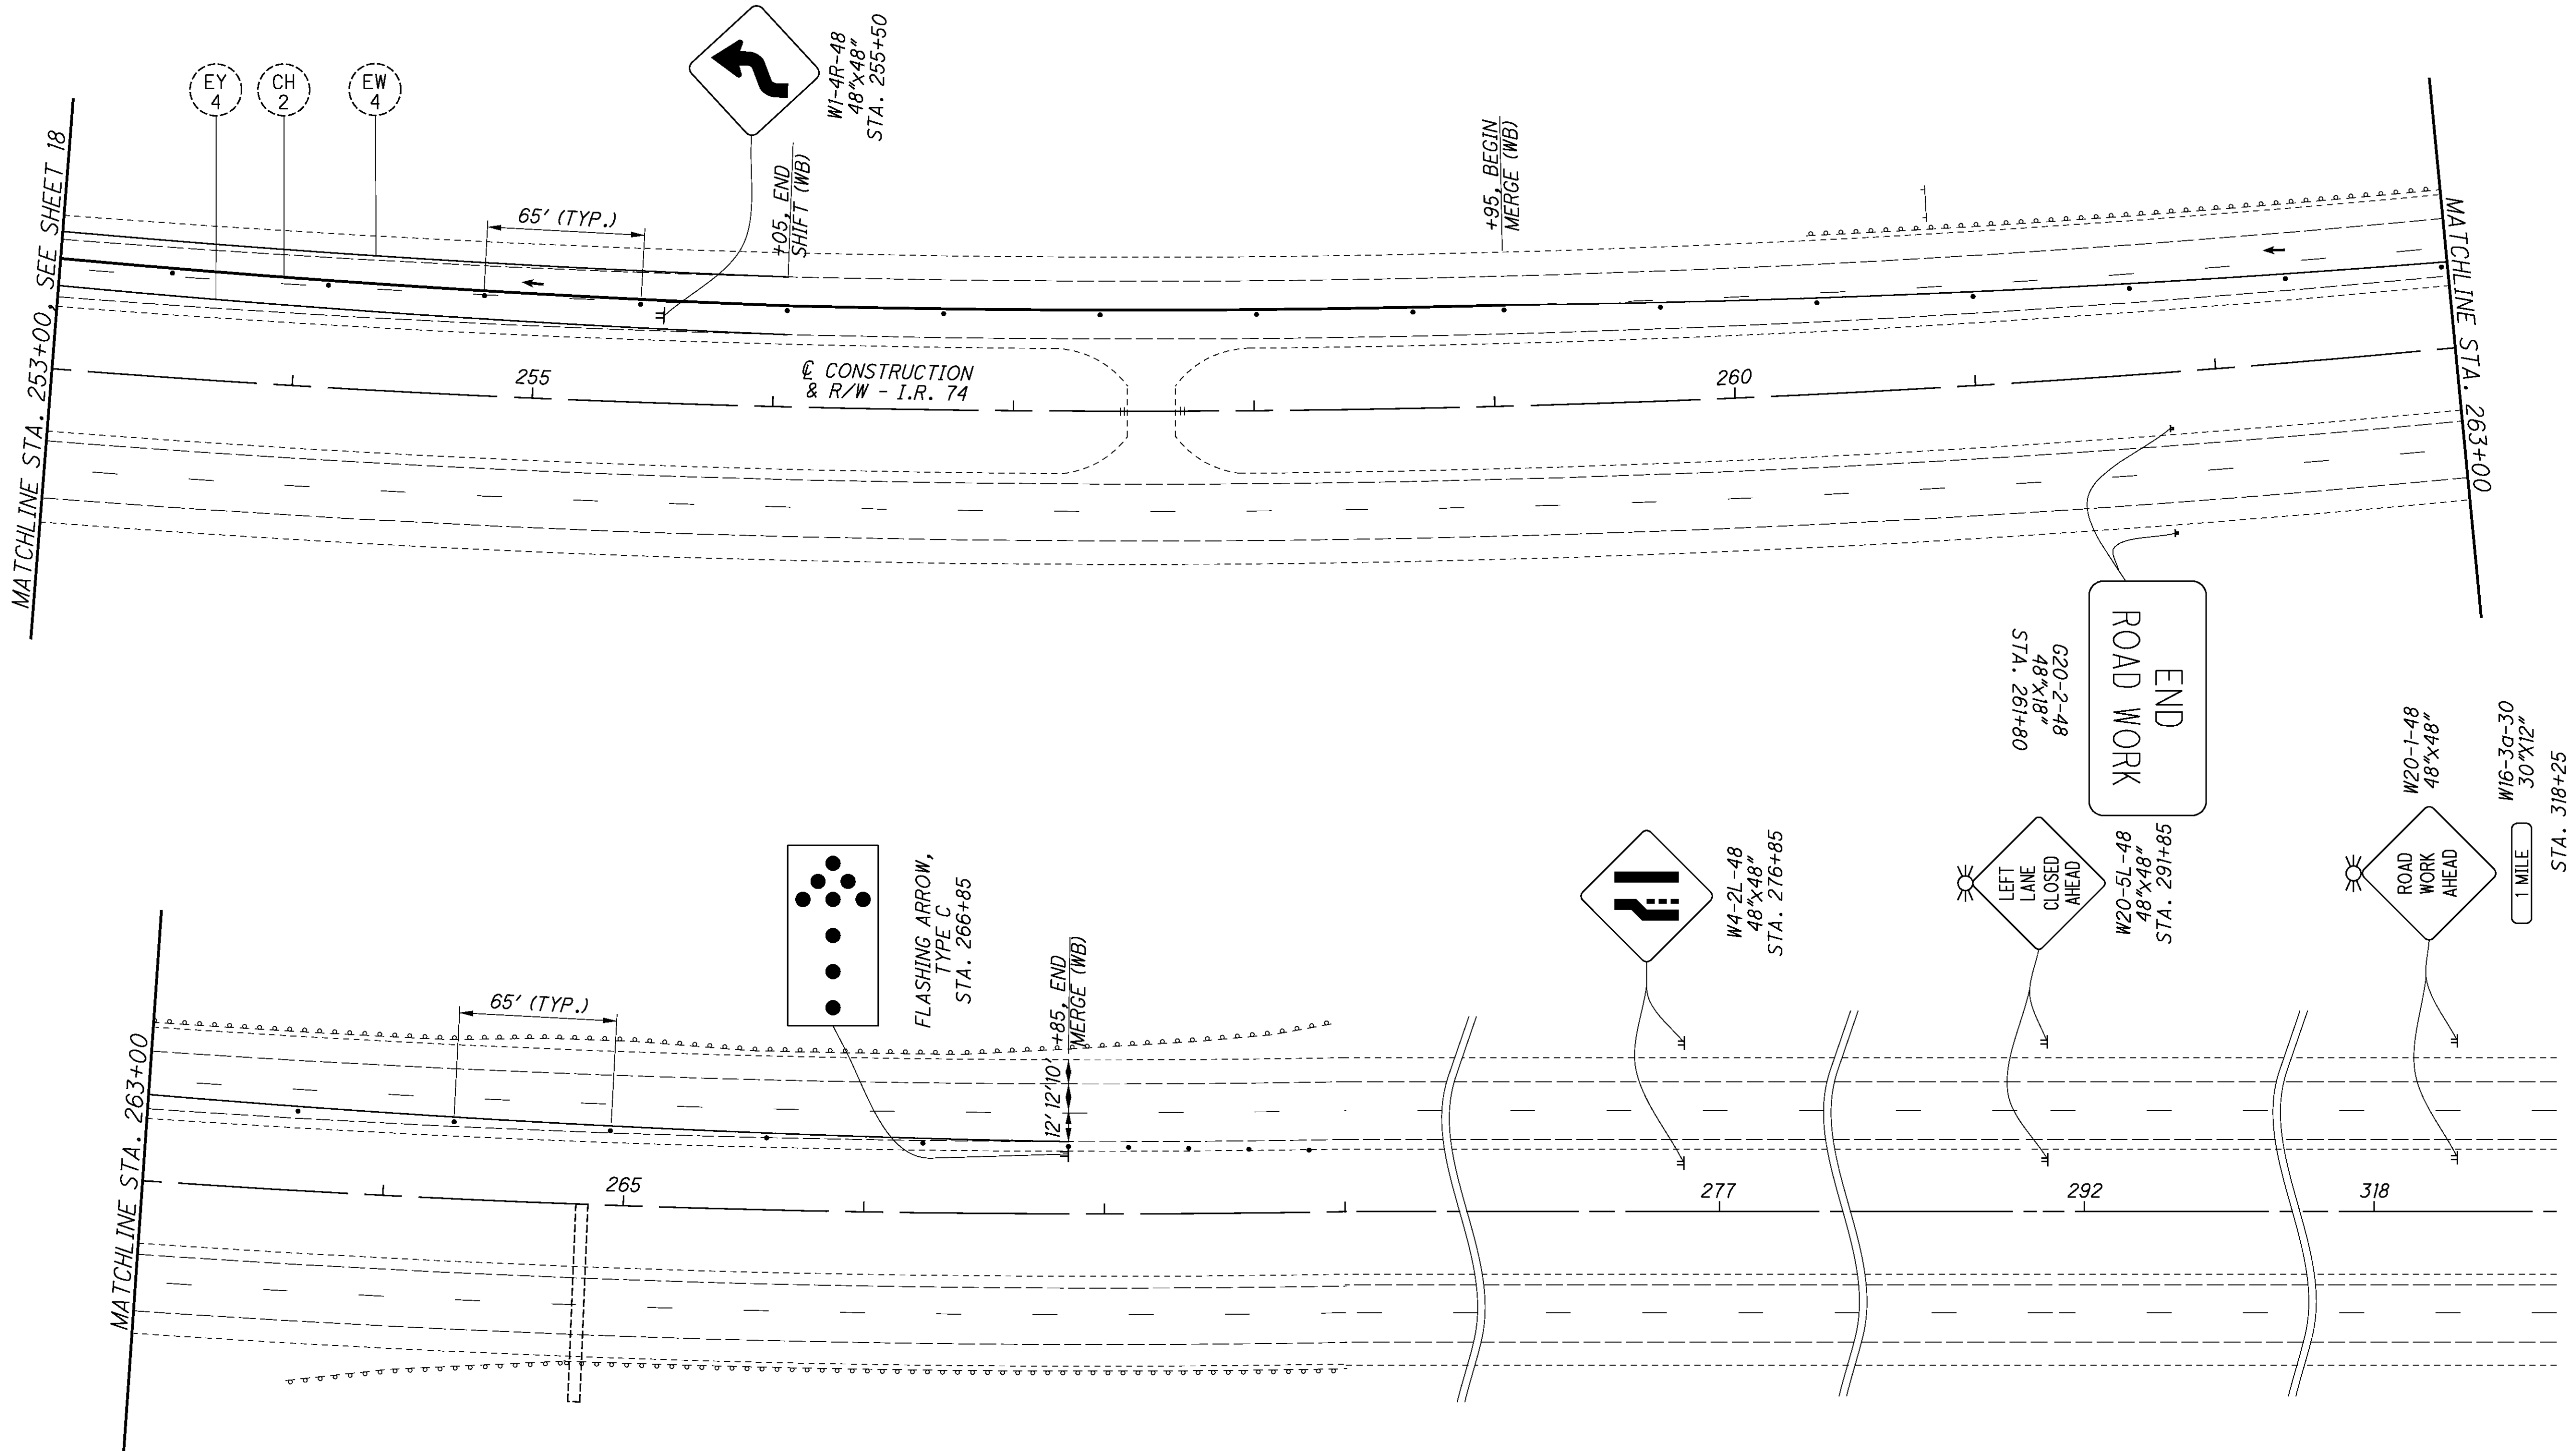 EY
4
CH
2
EW
4
W1-4R-48
48"x48"
STA. 255+50
MATCHLINE STA. 253+00, SEE SHEET 18
65' (TYP.)
+05, END
SHIFT (WB)
+95, BEGIN
MERGE (WB)
MATCHLINE STA. 263+00
255
℄ CONSTRUCTION
& R/W - I.R. 74
260
END
ROAD WORK
G20-2-48
48"x18"
STA. 261+80
MATCHLINE STA. 263+00
65' (TYP.)
FLASHING ARROW,
TYPE C
STA. 266+85
+85, END
MERGE (WB)
12' 12' 10'
265
W4-2L-48
48"x48"
STA. 276+85
LEFT
LANE
CLOSED
AHEAD
W20-5L-48
48"x48"
STA. 291+85
W20-1-48
48"x48"
ROAD
WORK
AHEAD
W16-3a-30
30"X12"
1 MILE
STA. 318+25
277
292
318